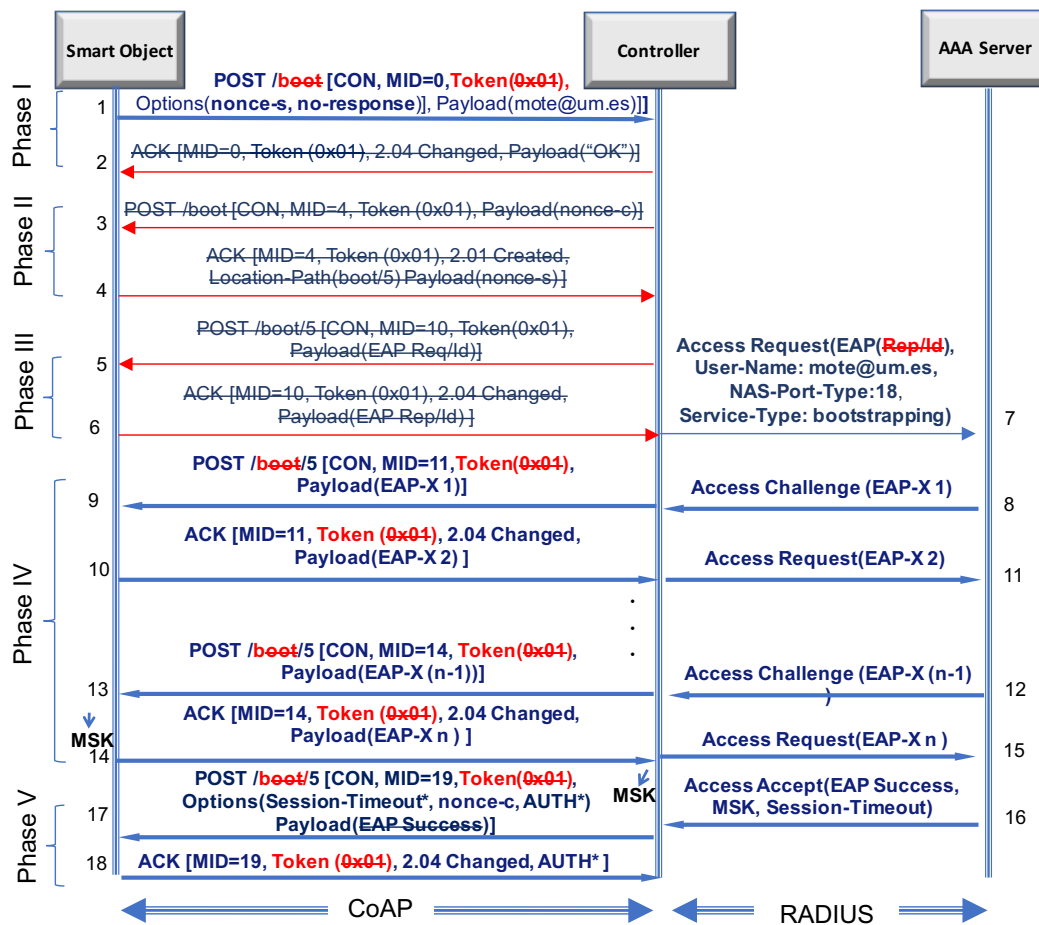 Smart Object
Controller
AAA Server
Phase I
POST /boot [CON, MID=0,Token(0x01),
1
Options(nonce-s, no-response)], Payload(mote@um.es)]]
ACK [MID=0, Token (0x01), 2.04 Changed, Payload(“OK”)]
2
Phase II
POST /boot [CON, MID=4, Token (0x01), Payload(nonce-c)]
3
ACK [MID=4, Token (0x01), 2.01 Created,
Location-Path(boot/5) Payload(nonce-s) ]
4
Phase III
POST /boot/5 [CON, MID=10, Token(0x01),
Payload(EAP Req/Id)]
5
ACK [MID=10, Token (0x01), 2.04 Changed,
Payload(EAP Rep/Id) ]
6
Access Request(EAP(Rep/Id),
User-Name: mote@um.es,
NAS-Port-Type:18,
Service-Type: bootstrapping)
7
Phase IV
POST /boot/5 [CON, MID=11,Token(0x01),
Payload(EAP-X 1)]
9
Access Challenge (EAP-X 1)
8
ACK [MID=11, Token (0x01), 2.04 Changed,
Payload(EAP-X 2) ]
10
Access Request(EAP-X 2)
11
.
.
.
POST /boot/5 [CON, MID=14, Token(0x01),
Payload(EAP-X (n-1))]
13
Access Challenge (EAP-X (n-1)
)
12
ACK [MID=14, Token (0x01), 2.04 Changed,
Payload(EAP-X n ) ]
MSK
14
Access Request(EAP-X n )
15
Phase V
POST /boot/5 [CON, MID=19,Token(0x01),
Options(Session-Timeout*, nonce-c, AUTH*)
Payload(EAP Success)]
17
MSK
Access Accept(EAP Success,
MSK, Session-Timeout)
16
18
ACK [MID=19, Token (0x01), 2.04 Changed, AUTH* ]
CoAP
RADIUS